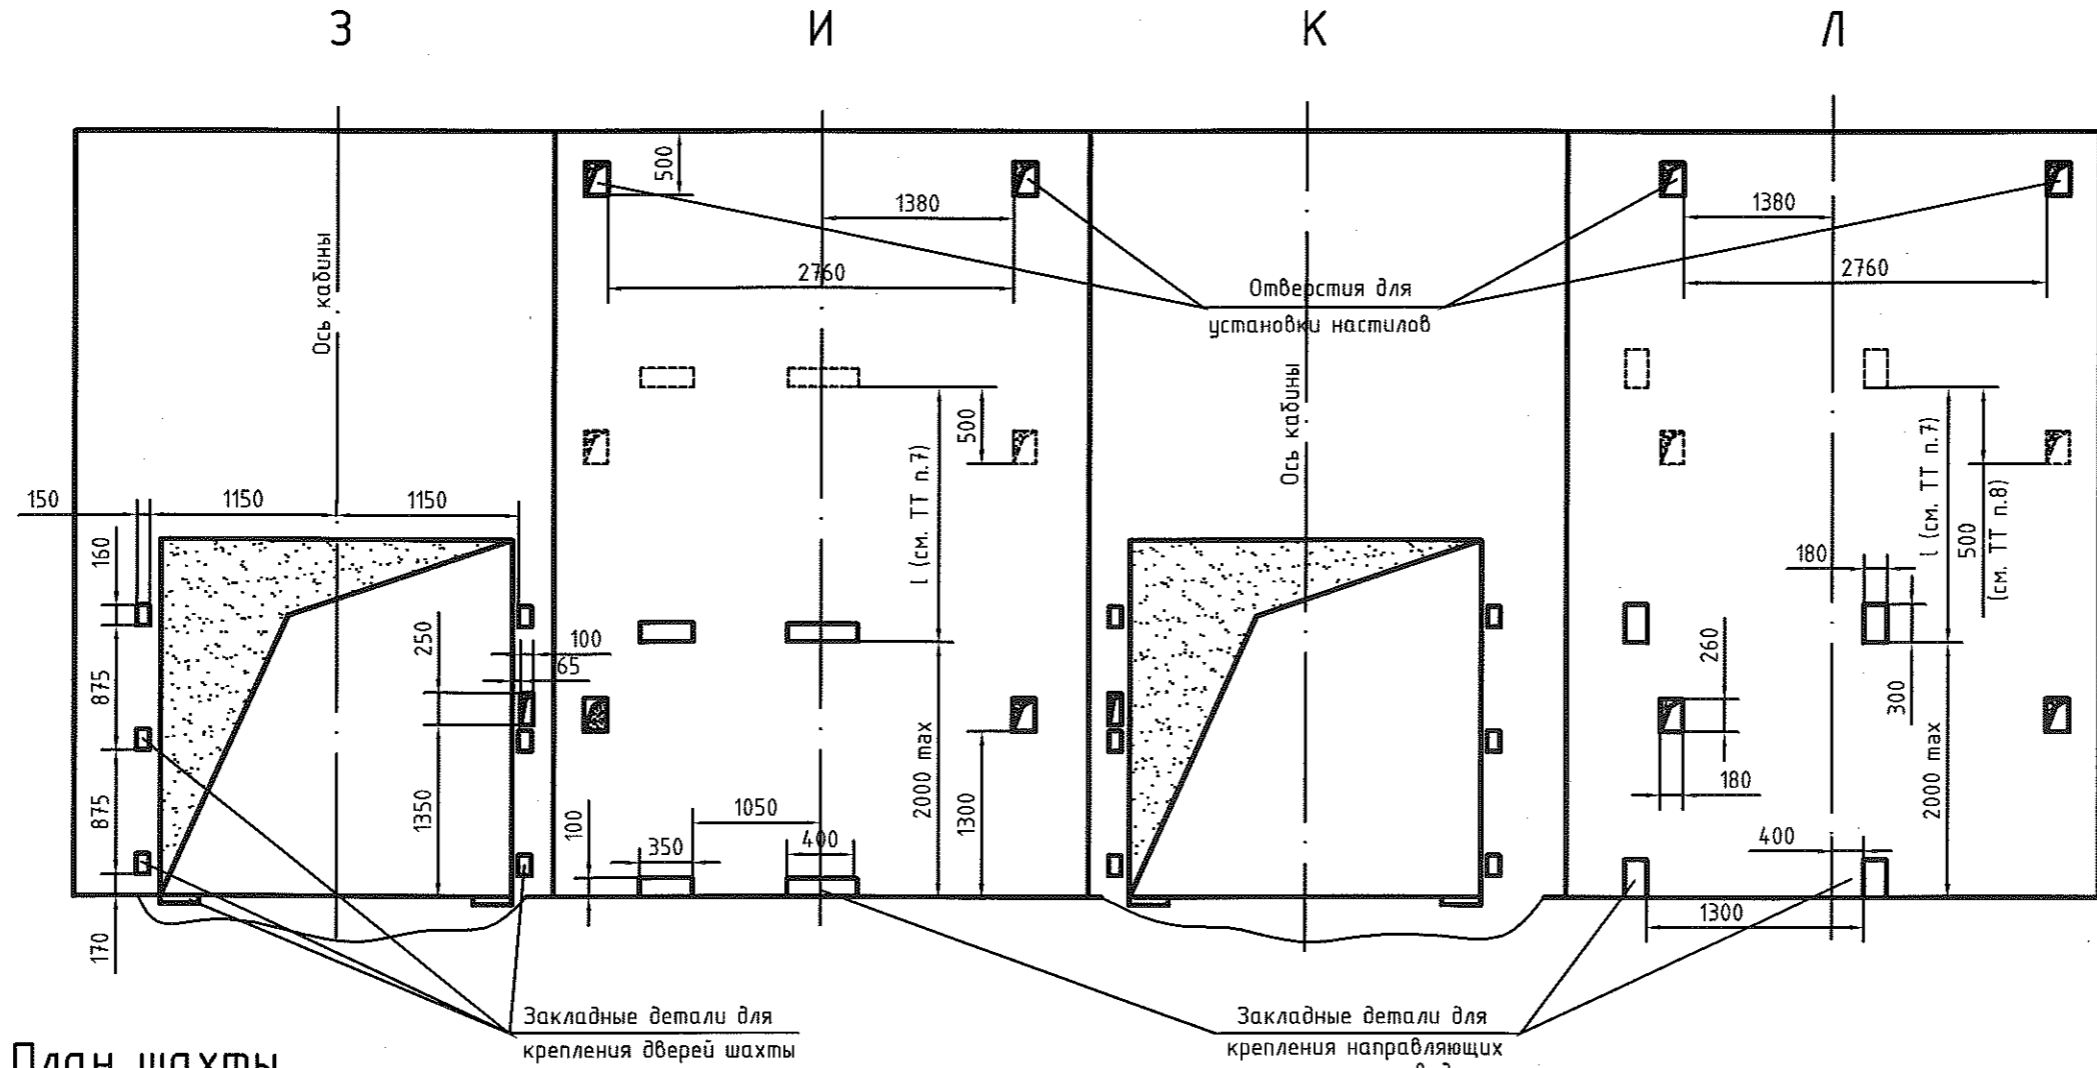 З И К Л
500
1380
1380
2760
2760
Ось кабины
Отверстия для
установки настилов
Ось кабины
500
l (см. ТТ п.7)
l (см. ТТ п.7)
500
(см. ТТ п.8)
150
1150
1150
160
180
250
100
65
260
300
875
875
1350
2000 max
1300
2000 max
180
100
1050
350
400
400
1300
170
Закладные детали для
крепления дверей шахты
Закладные детали для
крепления направляющих
План шахты